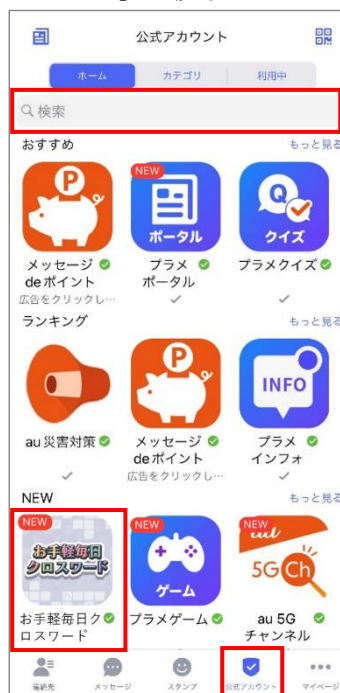 公式アカウント
ホーム カテゴリ 利用中
検索
おすすめ もっと見る
P NEW Q
ポータル クイズ
メッセージ プラメ プラメクイズ
deポイント ポータル
広告をクリックし…
ランキング もっと見る
P INFO
au災害対策 メッセージ プラメ
deポイント インフォ
広告をクリックし…
NEW もっと見る
NEW NEW NEW
お手軽毎日 au
クロスワード 5G Ch
ゲーム
お手軽毎日ク プラメゲーム au 5G
ロスワード チャンネル
連絡先 メッセージ スタンプ 公式アカウント マイページ